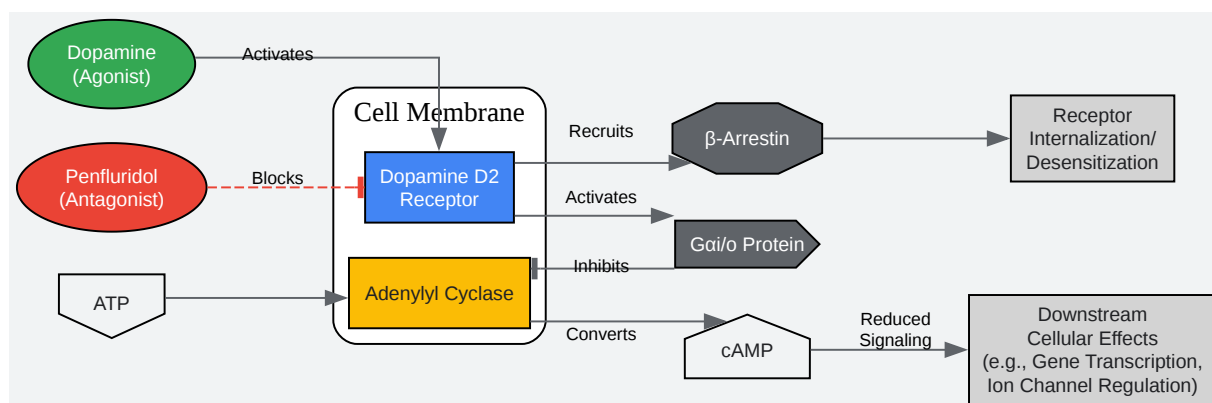 Dopamine
(Agonist)
Activates
Cell Membrane
Penfluridol
(Antagonist)
Blocks
Dopamine D2
Receptor
Recruits
β-Arrestin
Receptor
Internalization/
Desensitization
Activates
Gαi/o Protein
Inhibits
ATP
Adenylyl Cyclase
Converts
cAMP
Reduced
Signaling
Downstream
Cellular Effects
(e.g., Gene Transcription,
Ion Channel Regulation)